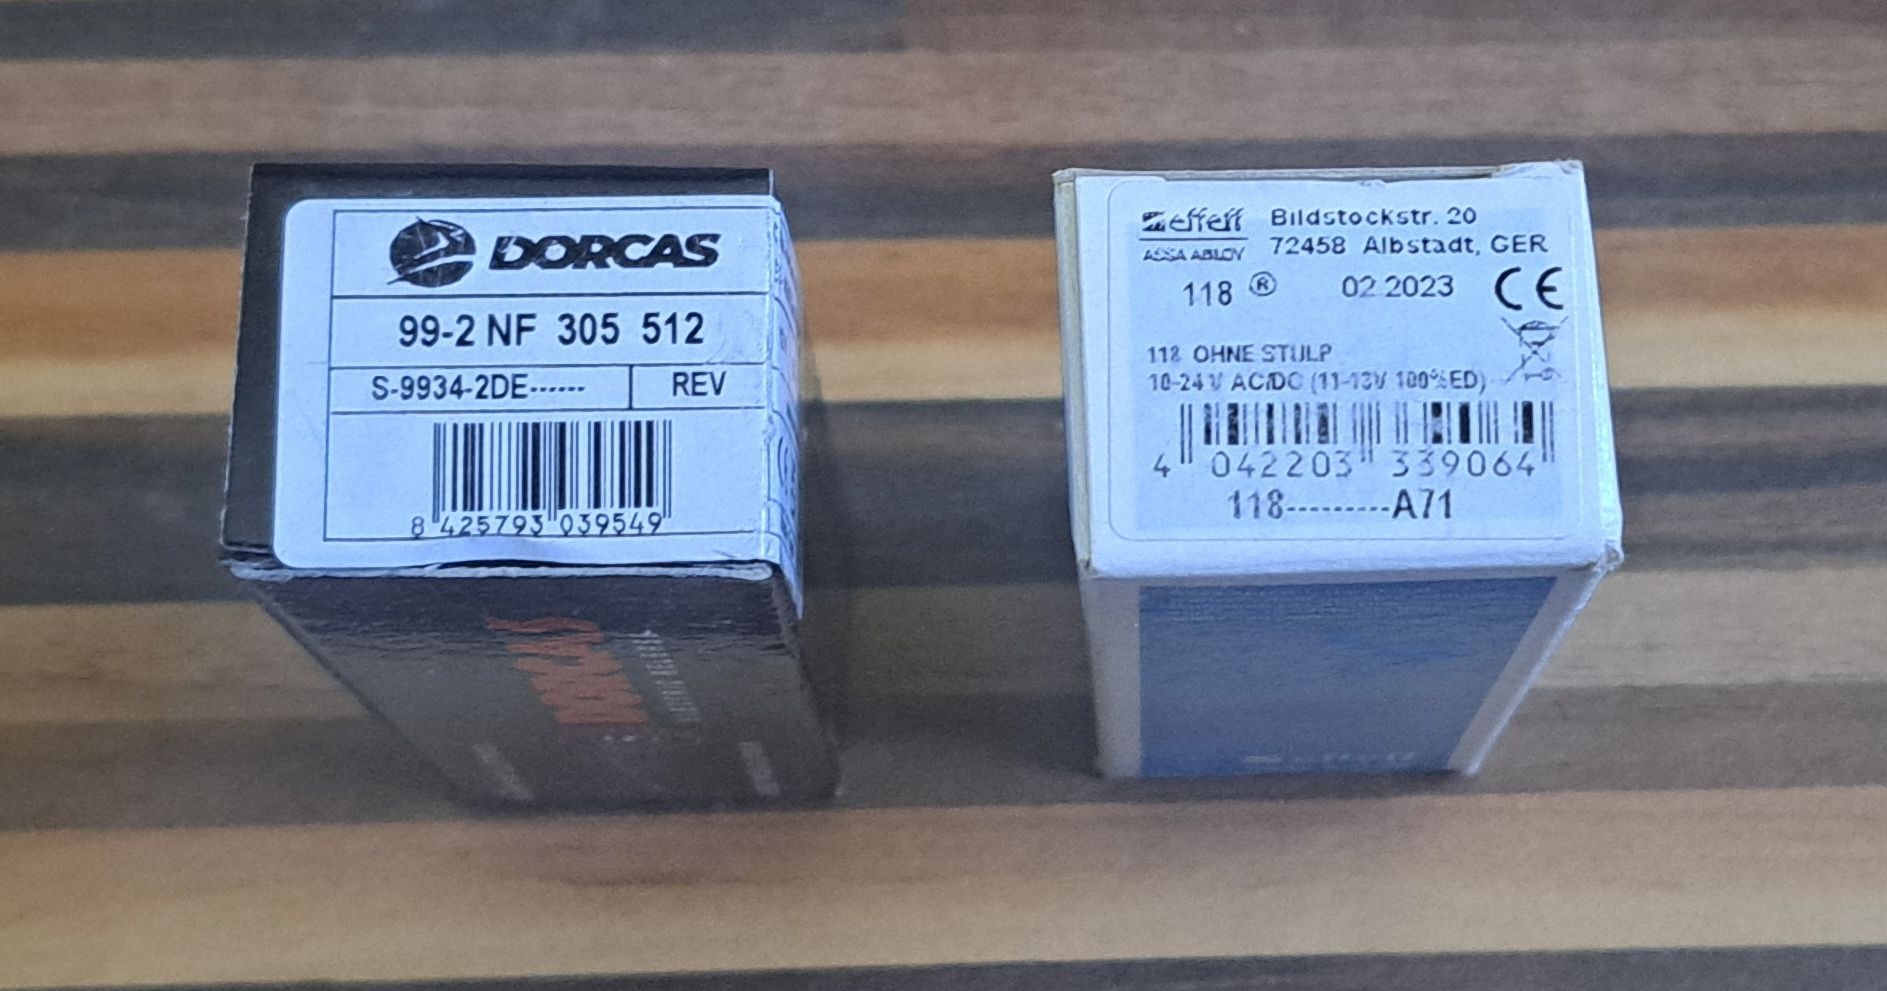 DORCAS
99-2 NF 305 512
S-9934-2DE------
REV
8 425793 039549
DORCAS
effeff
ASSA ABLOY
Bildstockstr. 20
72458 Albstadt, GER
118 ®
02.2023
CE
118 OHNE STULP
10-24 V AC/DC (11-13V 100%ED)
4 042203 339064
118---------A71